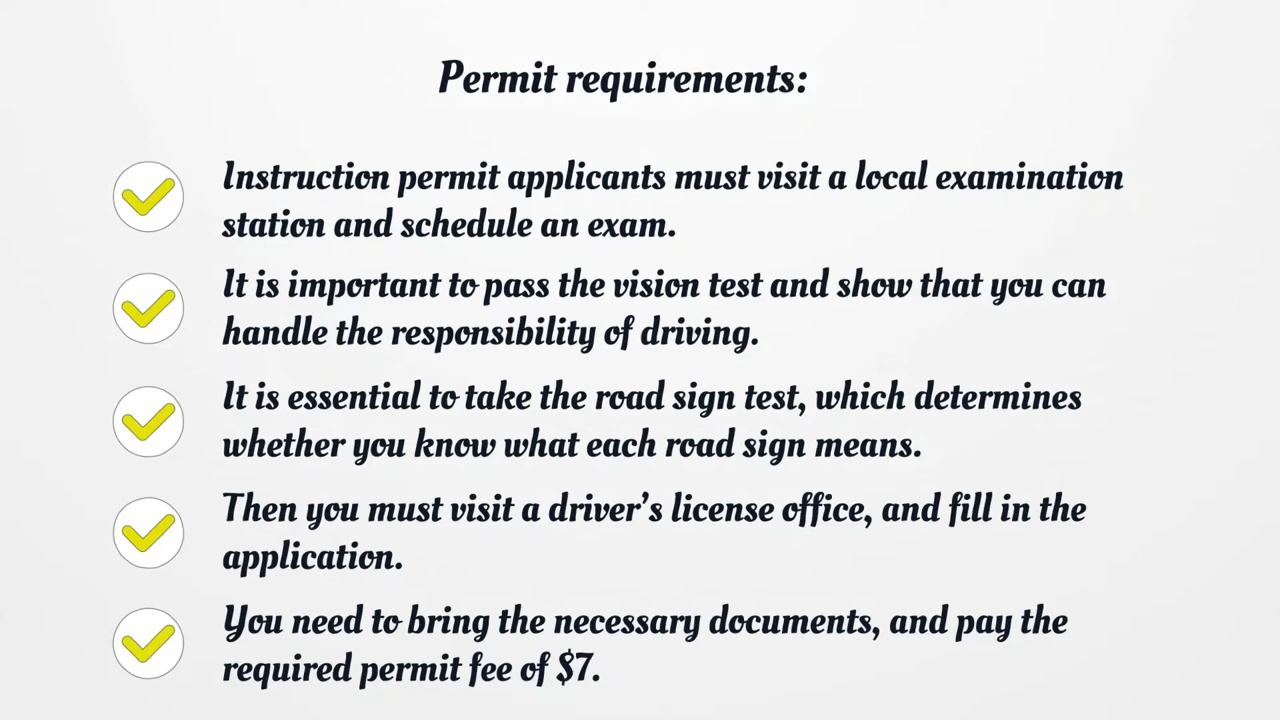 Permit requirements:
Instruction permit applicants must visit a local examination
station and schedule an exam.
It is important to pass the vision test and show that you can
handle the responsibility of driving.
It is essential to take the road sign test, which determines
whether you know what each road sign means.
Then you must visit a driver’s license office, and fill in the
application.
You need to bring the necessary documents, and pay the
required permit fee of $7.